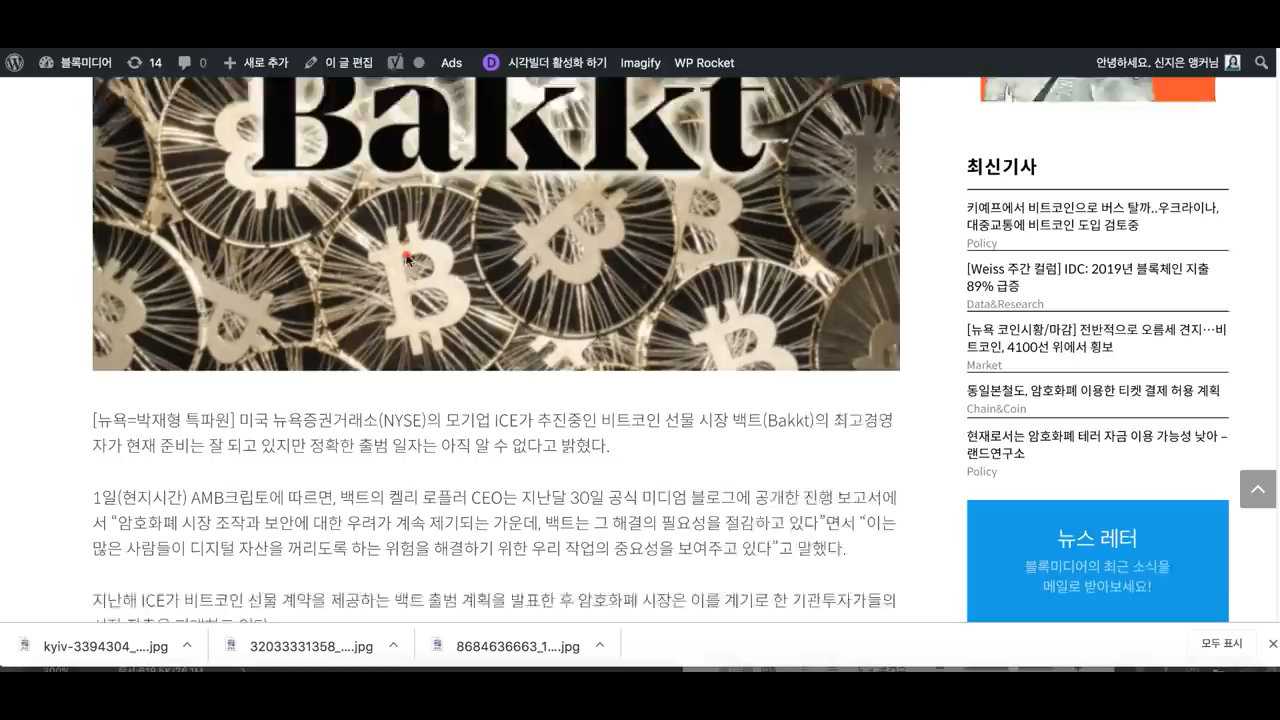 블록미디어 14 0 새로 추가 이 글 편집 Ads D 시각빌더 활성화 하기 Imagify WP Rocket 안녕하세요, 신지은 앵커님
Bakkt
[뉴욕=박재형 특파원] 미국 뉴욕증권거래소(NYSE)의 모기업 ICE가 추진중인 비트코인 선물 시장 백트(Bakkt)의 최고경영
자가 현재 준비는 잘 되고 있지만 정확한 출범 일자는 아직 알 수 없다고 밝혔다.
1일(현지시간) AMB크립토에 따르면, 백트의 켈리 로플러 CEO는 지난달 30일 공식 미디엄 블로그에 공개한 진행 보고서에
서 “암호화폐 시장 조작과 보안에 대한 우려가 계속 제기되는 가운데, 백트는 그 해결의 필요성을 절감하고 있다”면서 “이는
많은 사람들이 디지털 자산을 꺼리도록 하는 위험을 해결하기 위한 우리 작업의 중요성을 보여주고 있다”고 말했다.
지난해 ICE가 비트코인 선물 계약을 제공하는 백트 출범 계획을 발표한 후 암호화폐 시장은 이를 계기로 한 기관투자가들의
최신기사
키예프에서 비트코인으로 버스 탈까..우크라이나,
대중교통에 비트코인 도입 검토중
Policy
[Weiss 주간 컬럼] IDC: 2019년 블록체인 지출
89% 급증
Data&Research
[뉴욕 코인시황/마감] 전반적으로 오름세 견지…비
트코인, 4100선 위에서 횡보
Market
동일본철도, 암호화폐 이용한 티켓 결제 허용 계획
Chain&Coin
현재로서는 암호화폐 테러 자금 이용 가능성 낮아 –
랜드연구소
Policy
뉴스 레터
블록미디어의 최근 소식을
메일로 받아보세요!
kyiv-3394304_....jpg 32033331358_....jpg 8684636663_1....jpg 모두 표시